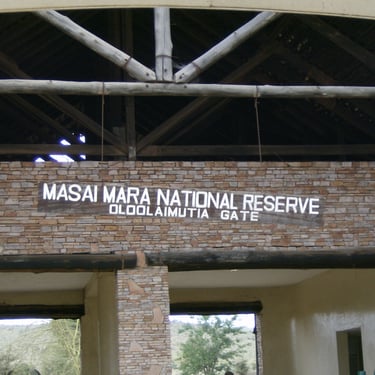 MASAI MARA NATIONAL RESERVE
OLOOLAIMUTIA GATE